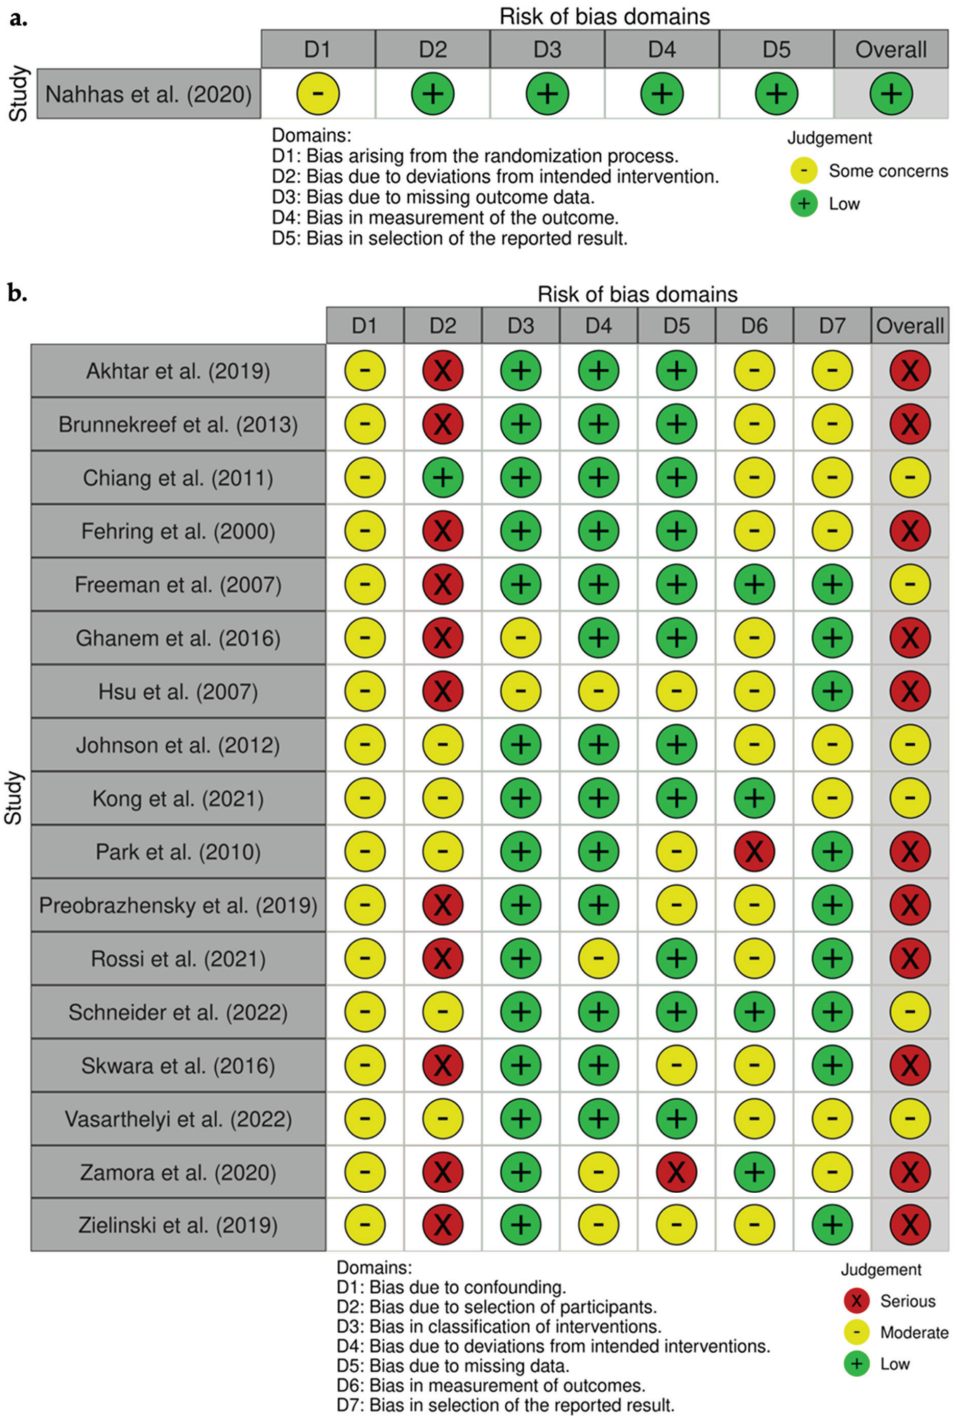 a.
Risk of bias domains
D1 D2 D3 D4 D5 Overall
Study
Nahhas et al. (2020) - + + + + +
Domains:
D1: Bias arising from the randomization process.
D2: Bias due to deviations from intended intervention.
D3: Bias due to missing outcome data.
D4: Bias in measurement of the outcome.
D5: Bias in selection of the reported result.
Judgement
- Some concerns
+ Low
b.
Risk of bias domains
D1 D2 D3 D4 D5 D6 D7 Overall
Study
Akhtar et al. (2019) - X + + + - - X
Brunnekreef et al. (2013) - X + + + - - X
Chiang et al. (2011) - + + + + - - -
Fehring et al. (2000) - X + + + - - X
Freeman et al. (2007) - X + + + + + -
Ghanem et al. (2016) - X - + + - + X
Hsu et al. (2007) - X - - - - + X
Johnson et al. (2012) - - + + + - - -
Kong et al. (2021) - - + + + + - -
Park et al. (2010) - - + + - X + X
Preobrazhensky et al. (2019) - X + + - - + X
Rossi et al. (2021) - X + - + - + X
Schneider et al. (2022) - - + + + + + -
Skwara et al. (2016) - X + + - - + X
Vasarthelyi et al. (2022) - - + + + - - -
Zamora et al. (2020) - X + - X + - X
Zielinski et al. (2019) - X + - - - + X
Domains:
D1: Bias due to confounding.
D2: Bias due to selection of participants.
D3: Bias in classification of interventions.
D4: Bias due to deviations from intended interventions.
D5: Bias due to missing data.
D6: Bias in measurement of outcomes.
D7: Bias in selection of the reported result.
Judgement
X Serious
- Moderate
+ Low